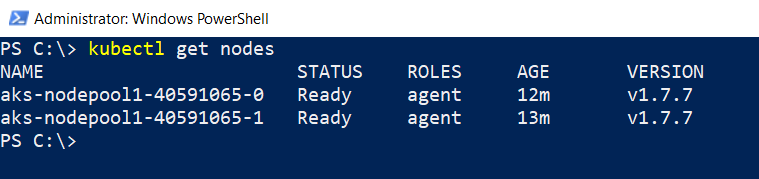 Administrator: Windows PowerShell
PS C:\> kubectl get nodes
NAME STATUS ROLES AGE VERSION
aks-nodepool1-40591065-0 Ready agent 12m v1.7.7
aks-nodepool1-40591065-1 Ready agent 13m v1.7.7
PS C:\>